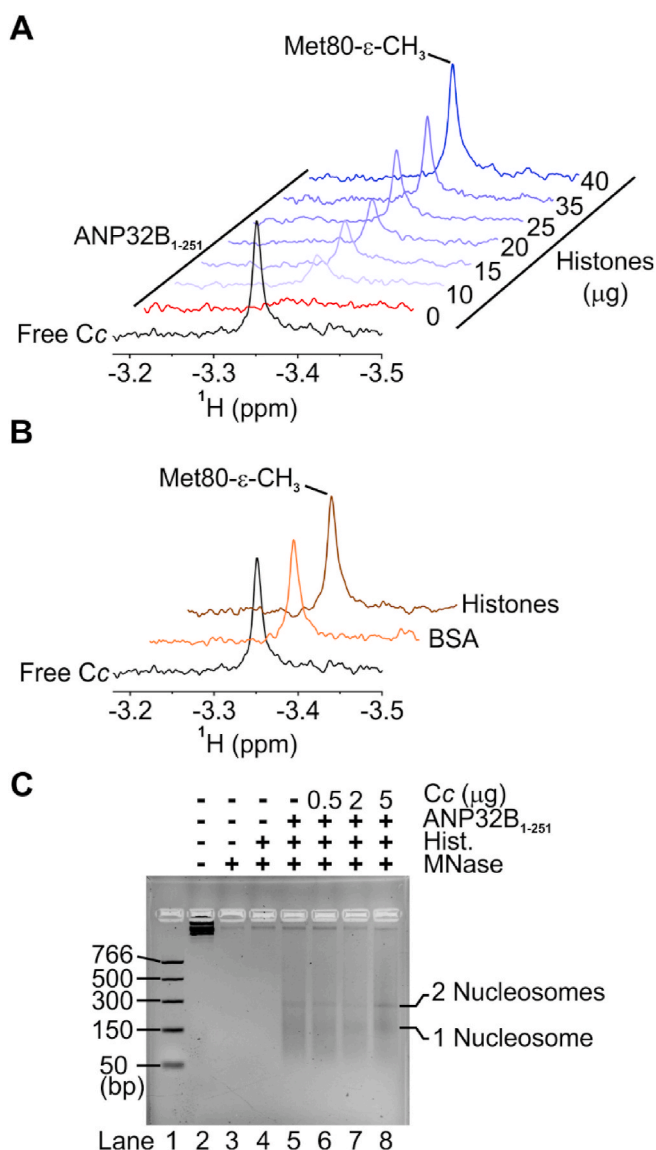 A
Met80-ε-CH₃
ANP32B₁₋₂₅₁
40
35
25
20
15
10
0
Histones
(μg)
Free Cc
-3.2 -3.3 -3.4 -3.5
¹H (ppm)
B
Met80-ε-CH₃
Histones
BSA
Free Cc
-3.2 -3.3 -3.4 -3.5
¹H (ppm)
C
- - - - 0.5 2 5 Cc (μg)
- - - + + + + ANP32B₁₋₂₅₁
- - + + + + + Hist.
- + + + + + + MNase
766
500
300
150
50
(bp)
2 Nucleosomes
1 Nucleosome
Lane 1 2 3 4 5 6 7 8